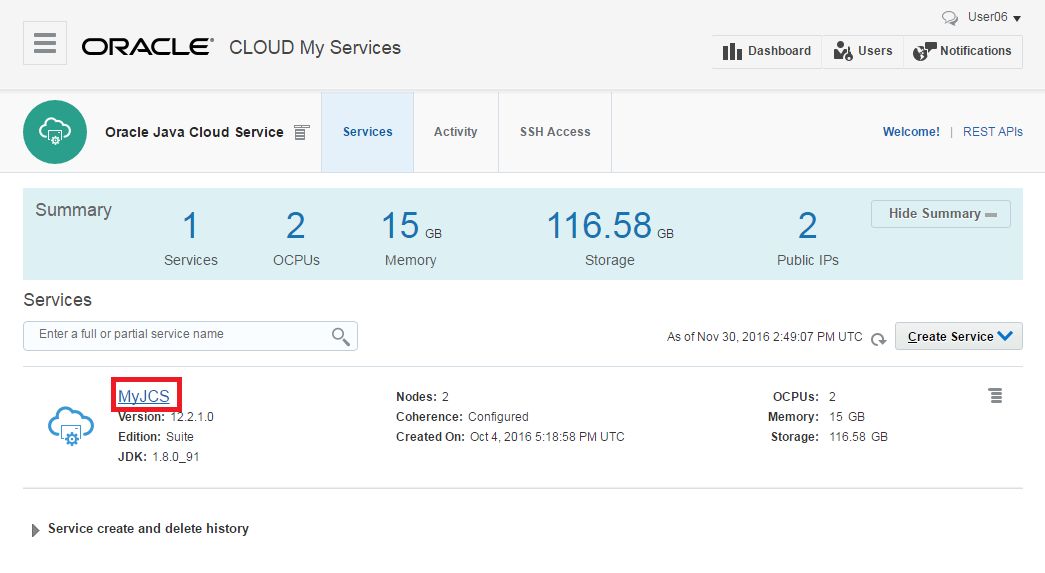 User06
ORACLE CLOUD My Services
Dashboard Users Notifications
Oracle Java Cloud Service Services Activity SSH Access Welcome! | REST APIs
Summary 1 2 15 GB 116.58 GB 2 Hide Summary
Services OCPUs Memory Storage Public IPs
Services
Enter a full or partial service name As of Nov 30, 2016 2:49:07 PM UTC Create Service
MyJCS Nodes: 2 OCPUs: 2
Version: 12.2.1.0 Coherence: Configured Memory: 15 GB
Edition: Suite Created On: Oct 4, 2016 5:18:58 PM UTC Storage: 116.58 GB
JDK: 1.8.0_91
Service create and delete history